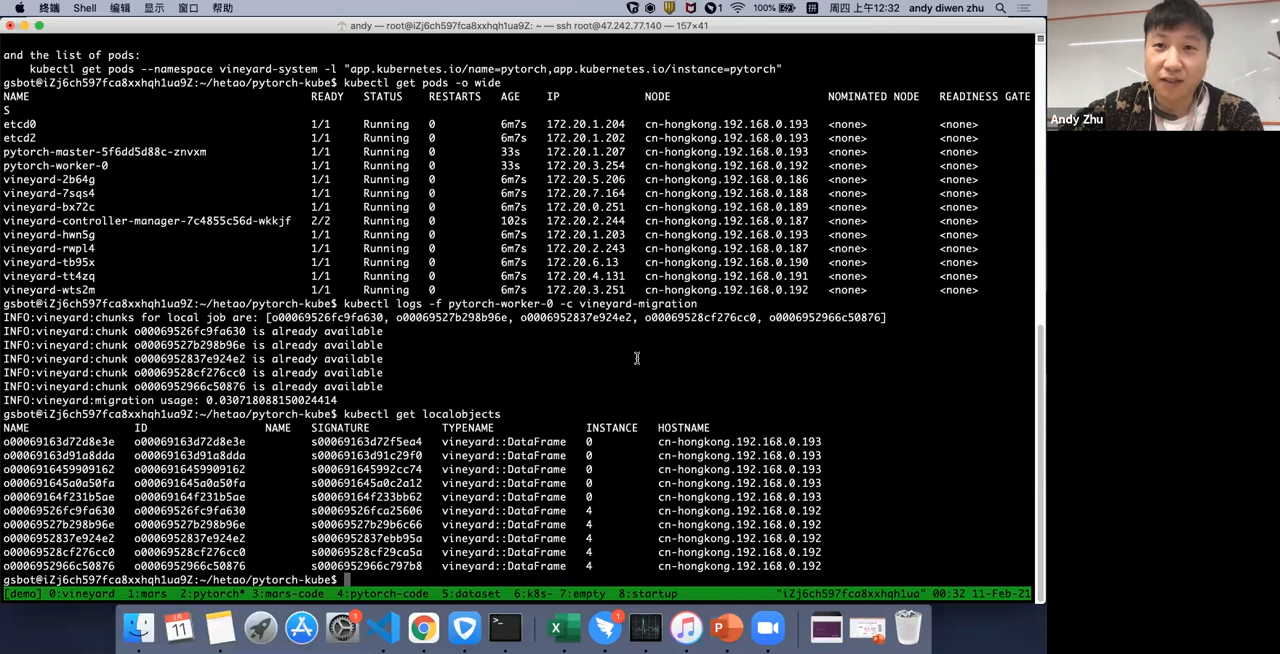 终端 Shell 编辑 显示 窗口 帮助 1 100% 拼 周四 上午12:32 andy diwen zhu
andy — root@iZj6ch597fca8xxhqh1ua9Z: ~ — ssh root@47.242.77.140 — 157×41
and the list of pods:
kubectl get pods --namespace vineyard-system -l "app.kubernetes.io/name=pytorch,app.kubernetes.io/instance=pytorch"
gsbot@iZj6ch597fca8xxhqh1ua9Z:~/hetao/pytorch-kube$ kubectl get pods -o wide
NAME READY STATUS RESTARTS AGE IP NODE NOMINATED NODE READINESS GATE
S
etcd0 1/1 Running 0 6m7s 172.20.1.204 cn-hongkong.192.168.0.193 <none> <none>
etcd2 1/1 Running 0 6m7s 172.20.1.202 cn-hongkong.192.168.0.193 <none> <none>
pytorch-master-5f6dd5d88c-znvxm 1/1 Running 0 33s 172.20.1.207 cn-hongkong.192.168.0.193 <none> <none>
pytorch-worker-0 1/1 Running 0 33s 172.20.3.254 cn-hongkong.192.168.0.192 <none> <none>
vineyard-2b64g 1/1 Running 0 6m7s 172.20.5.206 cn-hongkong.192.168.0.186 <none> <none>
vineyard-7sqs4 1/1 Running 0 6m7s 172.20.7.164 cn-hongkong.192.168.0.188 <none> <none>
vineyard-bx72c 1/1 Running 0 6m7s 172.20.0.251 cn-hongkong.192.168.0.189 <none> <none>
vineyard-controller-manager-7c4855c56d-wkkjf 2/2 Running 0 102s 172.20.2.244 cn-hongkong.192.168.0.187 <none> <none>
vineyard-hwn5g 1/1 Running 0 6m7s 172.20.1.203 cn-hongkong.192.168.0.193 <none> <none>
vineyard-rwpl4 1/1 Running 0 6m7s 172.20.2.243 cn-hongkong.192.168.0.187 <none> <none>
vineyard-tb95x 1/1 Running 0 6m7s 172.20.6.13 cn-hongkong.192.168.0.190 <none> <none>
vineyard-tt4zq 1/1 Running 0 6m7s 172.20.4.131 cn-hongkong.192.168.0.191 <none> <none>
vineyard-wts2m 1/1 Running 0 6m7s 172.20.3.251 cn-hongkong.192.168.0.192 <none> <none>
gsbot@iZj6ch597fca8xxhqh1ua9Z:~/hetao/pytorch-kube$ kubectl logs -f pytorch-worker-0 -c vineyard-migration
INFO:vineyard:chunks for local job are: [o00069526fc9fa630, o00069527b298b96e, o0006952837e924e2, o00069528cf276cc0, o0006952966c50876]
INFO:vineyard:chunk o00069526fc9fa630 is already available
INFO:vineyard:chunk o00069527b298b96e is already available
INFO:vineyard:chunk o0006952837e924e2 is already available
INFO:vineyard:chunk o00069528cf276cc0 is already available
INFO:vineyard:chunk o0006952966c50876 is already available
INFO:vineyard:migration usage: 0.030718088150024414
gsbot@iZj6ch597fca8xxhqh1ua9Z:~/hetao/pytorch-kube$ kubectl get localobjects
NAME ID NAME SIGNATURE TYPENAME INSTANCE HOSTNAME
o00069163d72d8e3e o00069163d72d8e3e s00069163d72f5ea4 vineyard::DataFrame 0 cn-hongkong.192.168.0.193
o00069163d91a8dda o00069163d91a8dda s00069163d91c29f0 vineyard::DataFrame 0 cn-hongkong.192.168.0.193
o0006916459909162 o0006916459909162 s000691645992cc74 vineyard::DataFrame 0 cn-hongkong.192.168.0.193
o000691645a0a50fa o000691645a0a50fa s000691645a0c2a12 vineyard::DataFrame 0 cn-hongkong.192.168.0.193
o00069164f231b5ae o00069164f231b5ae s00069164f233bb62 vineyard::DataFrame 0 cn-hongkong.192.168.0.193
o00069526fc9fa630 o00069526fc9fa630 s00069526fca25606 vineyard::DataFrame 4 cn-hongkong.192.168.0.192
o00069527b298b96e o00069527b298b96e s00069527b29b6c66 vineyard::DataFrame 4 cn-hongkong.192.168.0.192
o0006952837e924e2 o0006952837e924e2 s0006952837ebb95a vineyard::DataFrame 4 cn-hongkong.192.168.0.192
o00069528cf276cc0 o00069528cf276cc0 s00069528cf29ca5a vineyard::DataFrame 4 cn-hongkong.192.168.0.192
o0006952966c50876 o0006952966c50876 s0006952966c797b8 vineyard::DataFrame 4 cn-hongkong.192.168.0.192
gsbot@iZj6ch597fca8xxhqh1ua9Z:~/hetao/pytorch-kube$
[demo] 0:vineyard 1:mars 2:pytorch* 3:mars-code 4:pytorch-code 5:dataset 6:k8s- 7:empty 8:startup "iZj6ch597fca8xxhqh1ua" 00:32 11-Feb-21
Andy Zhu
11
1
1